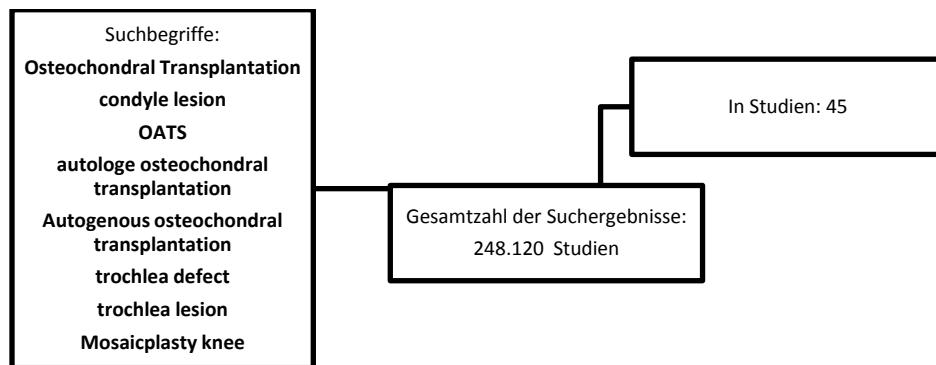 Suchbegriffe:
Osteochondral Transplantation
condyle lesion
OATS
autologe osteochondral
transplantation
Autogenous osteochondral
transplantation
trochlea defect
trochlea lesion
Mosaicplasty knee
Gesamtzahl der Suchergebnisse:
248.120 Studien
In Studien: 45